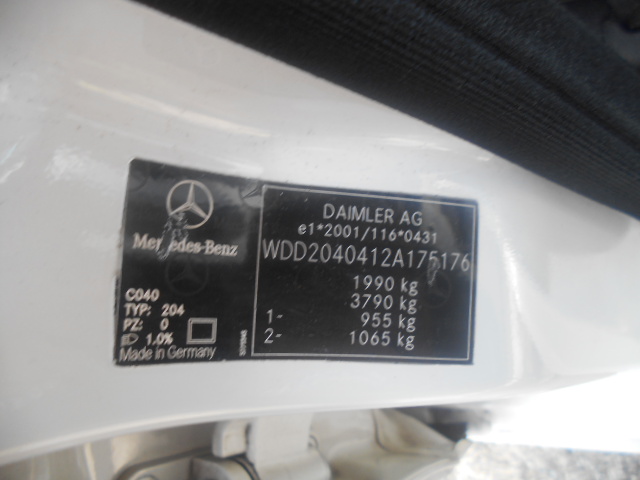 Mercedes-Benz
C040
TYP: 204
PZ: 0
1.0%
Made in Germany
DAIMLER AG
e1*2001/116*0431
WDD2040412A175176
1990 kg
3790 kg
1- 955 kg
2- 1065 kg